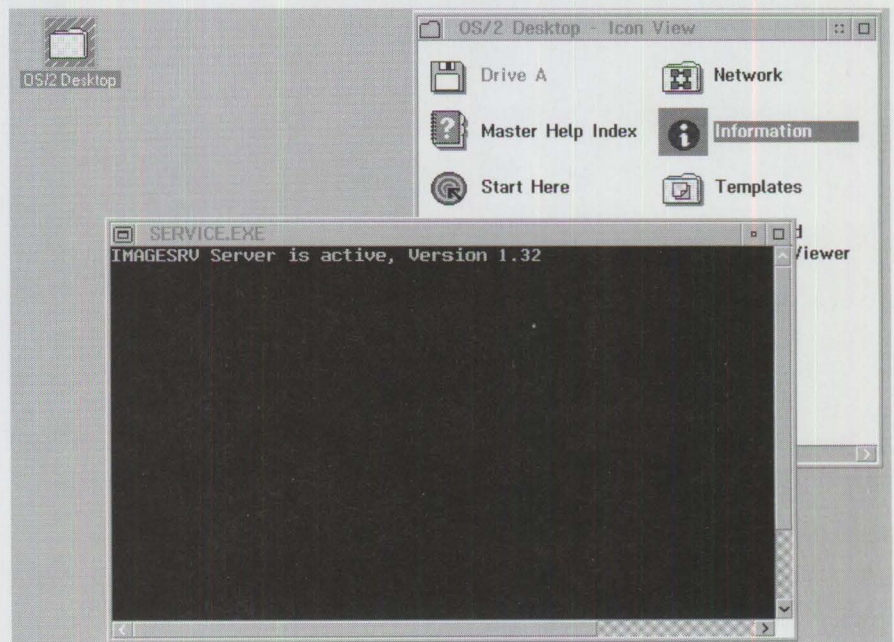 OS/2 Desktop
OS/2 Desktop - Icon View
Drive A
Network
Master Help Index
Information
Start Here
Templates
SERVICE.EXE
IMAGESRV Server is active, Version 1.32